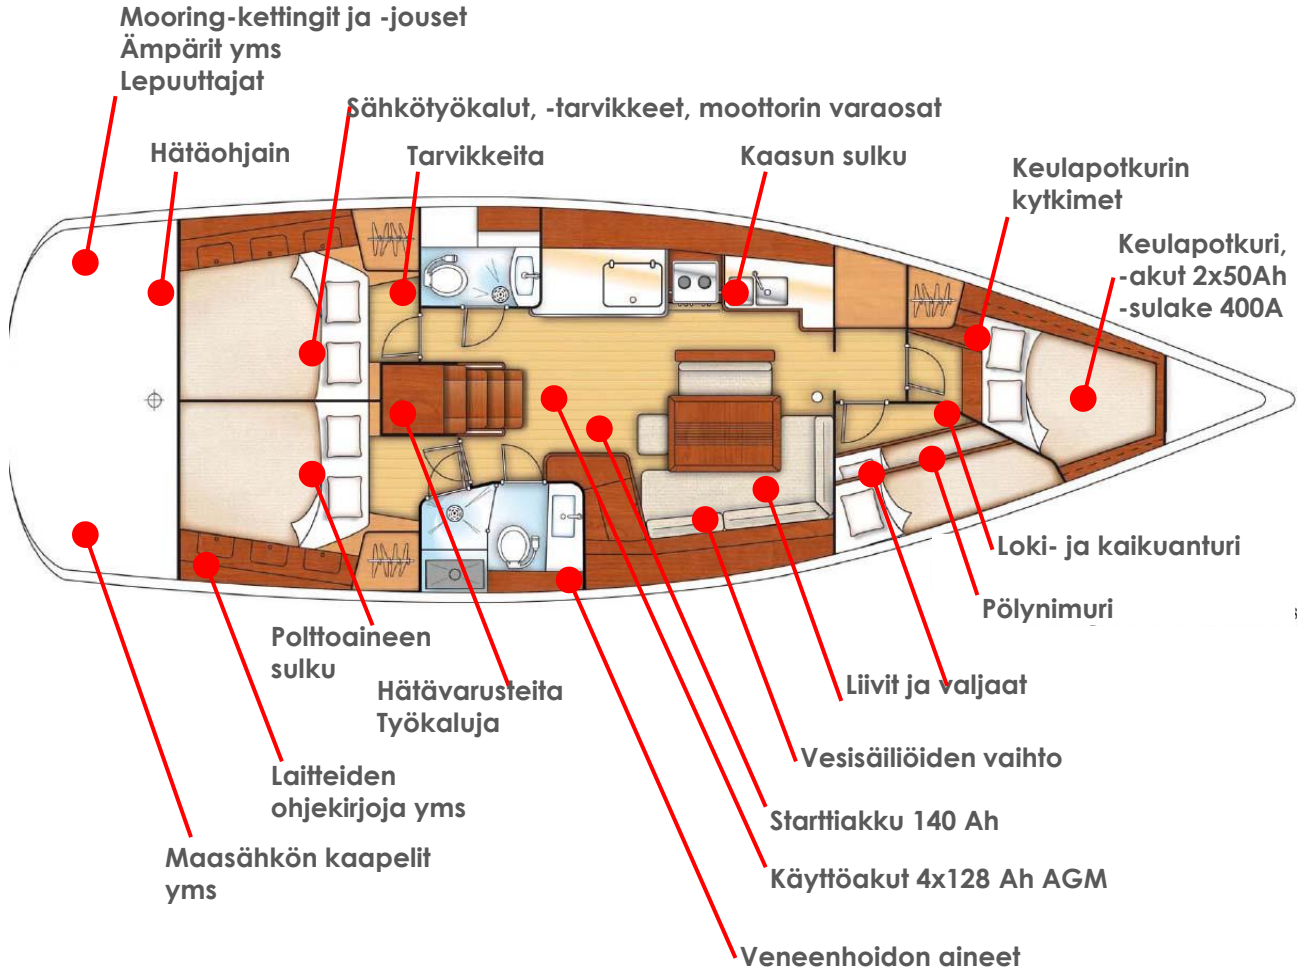 Mooring-kettingit ja -jouset
Ämpärit yms
Lepuuttajat
Sähkötyökalut, -tarvikkeet, moottorin varaosat
Hätäohjain
Tarvikkeita
Kaasun sulku
Keulapotkurin
kytkimet
Keulapotkuri,
-akut 2x50Ah
-sulake 400A
Loki- ja kaikuanturi
Pölynimuri
Polttoaineen
sulku
Hätävarusteita
Työkaluja
Liivit ja valjaat
Vesisäiliöiden vaihto
Laitteiden
ohjekirjoja yms
Starttiakku 140 Ah
Maasähkön kaapelit
yms
Käyttöakut 4x128 Ah AGM
Veneenhoidon aineet